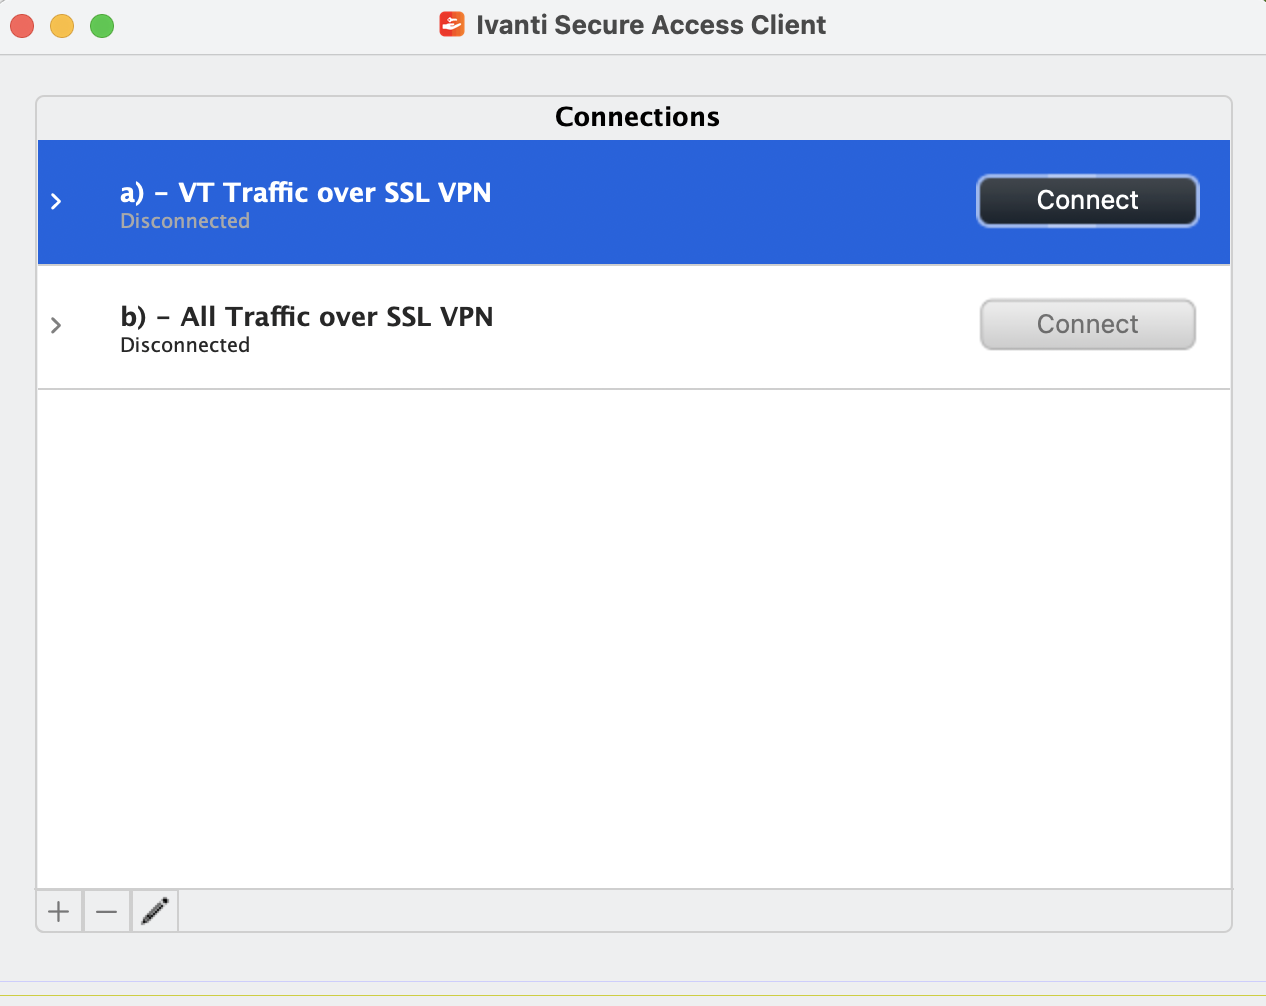 Ivanti Secure Access Client
Connections
a) – VT Traffic over SSL VPN
Disconnected
Connect
b) – All Traffic over SSL VPN
Disconnected
Connect